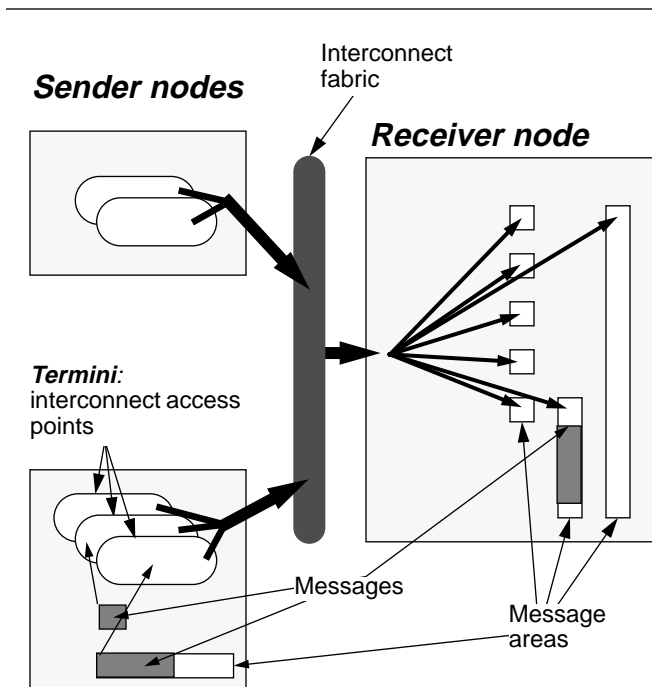 Interconnect
fabric
Sender nodes
Receiver node
Termini:
interconnect access
points
Messages
Message
areas